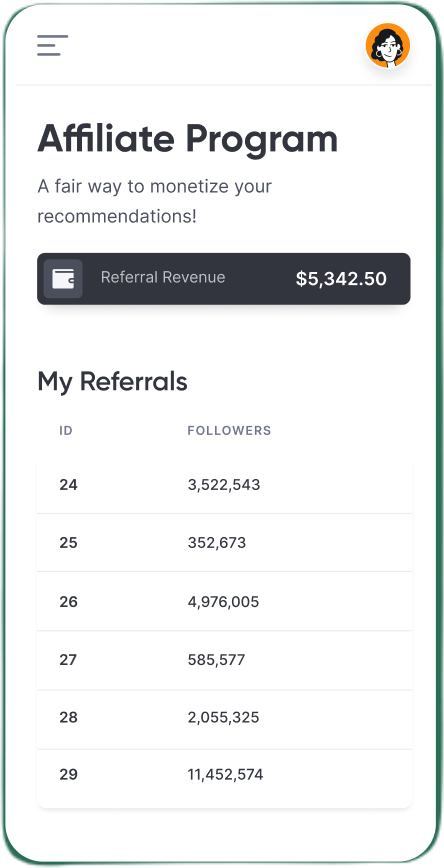 Affiliate Program
A fair way to monetize your
recommendations!
Referral Revenue $5,342.50
My Referrals
ID FOLLOWERS
24 3,522,543
25 352,673
26 4,976,005
27 585,577
28 2,055,325
29 11,452,574